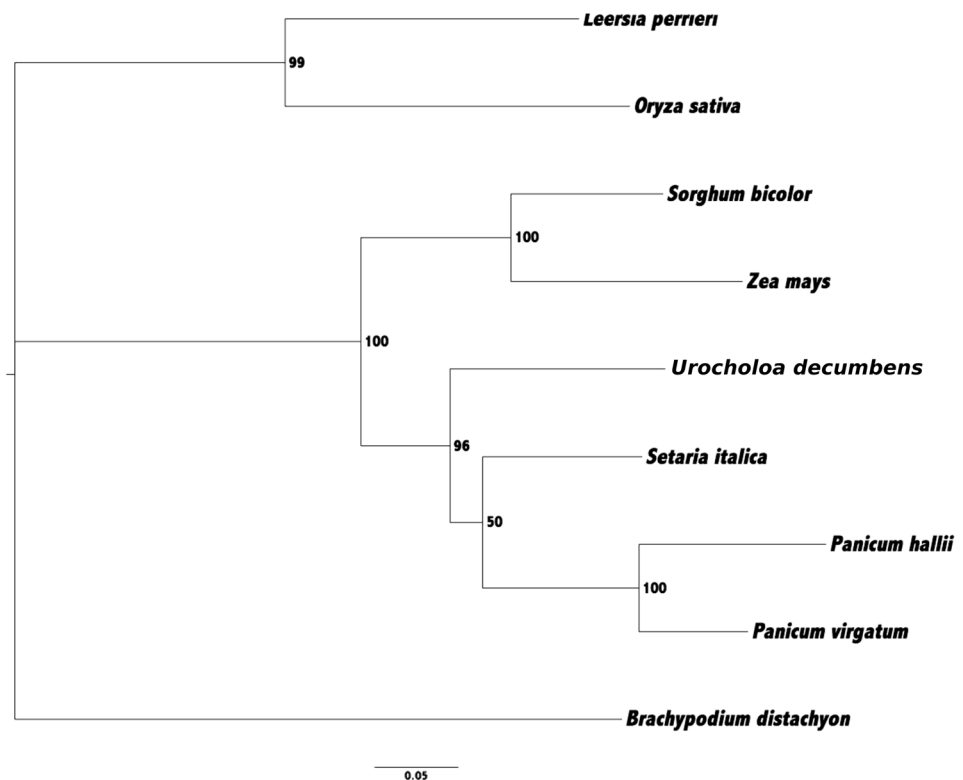 Leersia perrieri
99
Oryza sativa
Sorghum bicolor
100
Zea mays
100
Urocholoa decumbens
96
Setaria italica
50
Panicum hallii
100
Panicum virgatum
Brachypodium distachyon
0.05